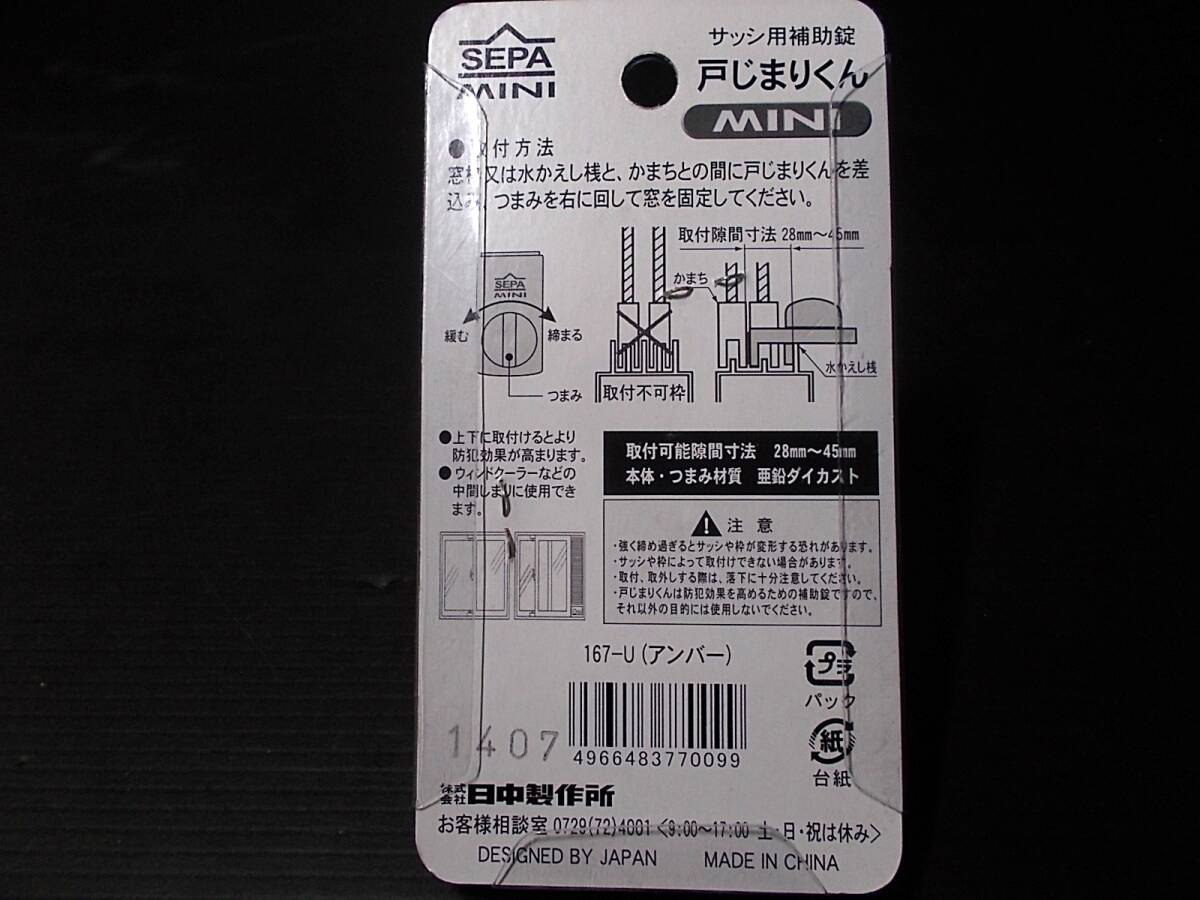 SEPA
MINI
サッシ用補助錠
戸じまりくん
MINI
●取付方法
窓枠又は水かえし桟と、かまちとの間に戸じまりくんを差
込み、つまみを右に回して窓を固定してください。
取付隙間寸法 28mm〜45mm
かまち
SEPA
MINI
緩む
締まる
つまみ
取付不可枠
水かえし桟
●上下に取付けるとより
防犯効果が高まります。
●ウィンドクーラーなどの
中間しまりに使用でき
ます。
取付可能隙間寸法 28mm〜45mm
本体・つまみ材質 亜鉛ダイカスト
注意
・強く締め過ぎるとサッシや枠が変形する恐れがあります。
・サッシや枠によって取付けできない場合があります。
・取付、取外しする際は、落下に十分注意してください。
・戸じまりくんは防犯効果を高めるための補助錠ですので、
それ以外の目的には使用しないでください。
167-U(アンバー)
プラ
パック
紙
台紙
1407
4966483770099
株式会社日中製作所
お客様相談室 0729(72)4001〈9:00〜17:00 土・日・祝は休み〉
DESIGNED BY JAPAN MADE IN CHINA